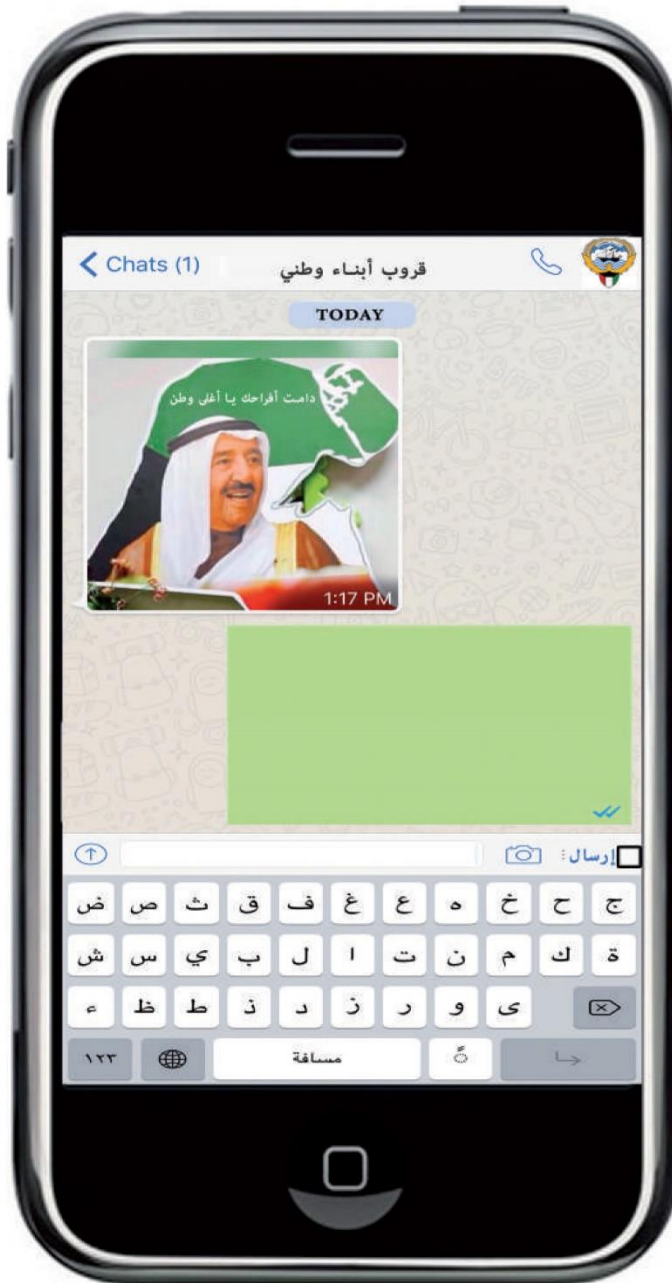 Chats (1)
قروب أبناء وطني
TODAY
دامت أفراحك يا أغلى وطن
1:17 PM
إرسال:
ض ص ث ق ف غ ع ه خ ح ج
ش س ي ب ل ا ت ن م ك ة
ء ظ ط ذ د ز ر و ى
١٢٣ مسافة